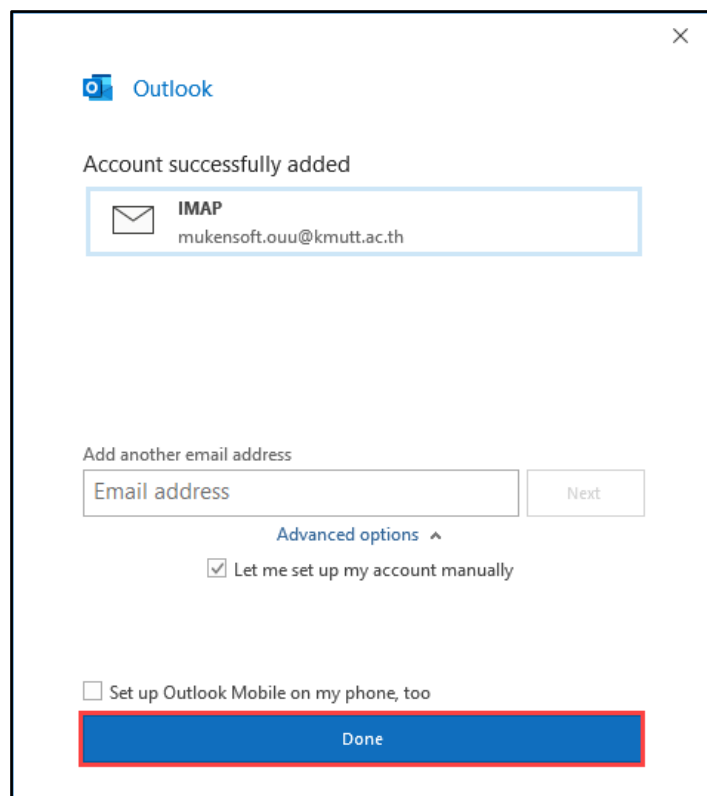 Outlook
Account successfully added
IMAP
mukensoft.ouu@kmutt.ac.th
Add another email address
Email address
Next
Advanced options
Let me set up my account manually
Set up Outlook Mobile on my phone, too
Done